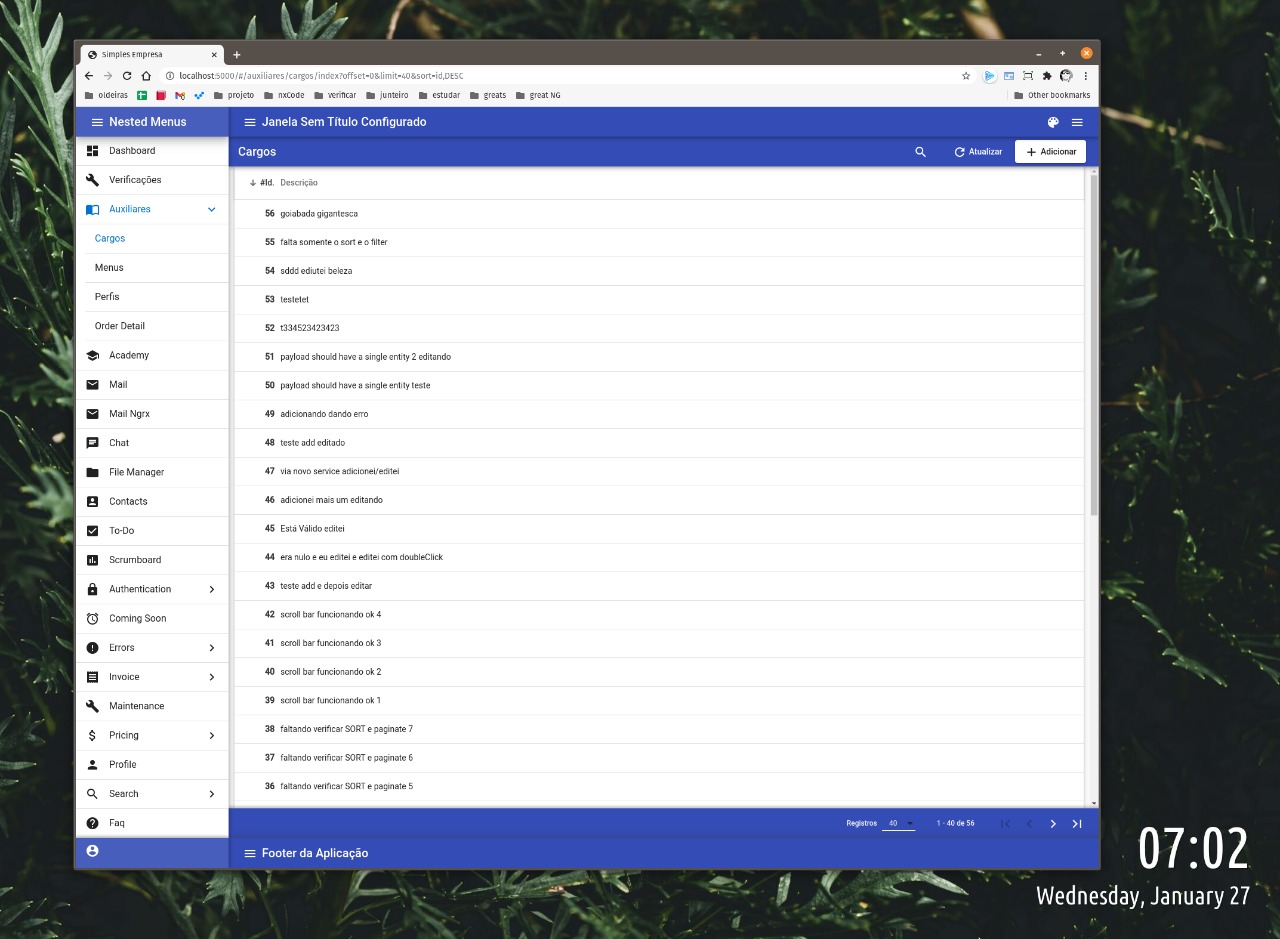 Simples Empresa
localhost:5000/#/auxiliares/cargos/index?offset=0&limit=40&sort=id,DESC
oldeiras projeto nxCode verificar junteiro estudar greats great NG Other bookmarks
Nested Menus
Janela Sem Título Configurado
Cargos
Atualizar
Adicionar
Dashboard
Verificações
Auxiliares
Cargos
Menus
Perfis
Order Detail
Academy
Mail
Mail Ngrx
Chat
File Manager
Contacts
To-Do
Scrumboard
Authentication
Coming Soon
Errors
Invoice
Maintenance
Pricing
Profile
Search
Faq
#Id. Descrição
56 goiabada gigantesca
55 falta somente o sort e o filter
54 sddd ediutei beleza
53 testetet
52 t334523423423
51 payload should have a single entity 2 editando
50 payload should have a single entity teste
49 adicionando dando erro
48 teste add editado
47 via novo service adicionei/editei
46 adicionei mais um editando
45 Está Válido editei
44 era nulo e eu editei e editei com doubleClick
43 teste add e depois editar
42 scroll bar funcionando ok 4
41 scroll bar funcionando ok 3
40 scroll bar funcionando ok 2
39 scroll bar funcionando ok 1
38 faltando verificar SORT e paginate 7
37 faltando verificar SORT e paginate 6
36 faltando verificar SORT e paginate 5
Registros 40 1 - 40 de 56
Footer da Aplicação
07:02
Wednesday, January 27